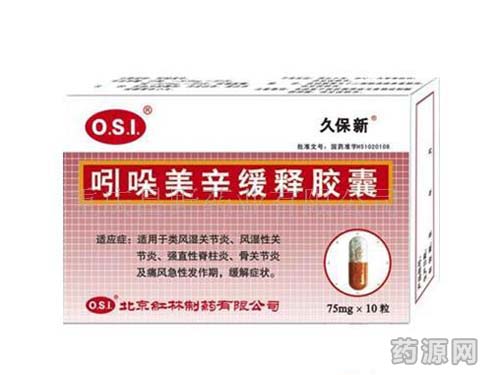 O.S.I. ®
久保新 ®
批准文号：国药准字H51020108
吲哚美辛缓释胶囊
适应症：适用于类风湿关节炎、风湿性关
节炎、强直性脊柱炎、骨关节炎
及痛风急性发作期，缓解症状。
O.S.I. 北京红林制药有限公司
75mg × 10 粒
药源网